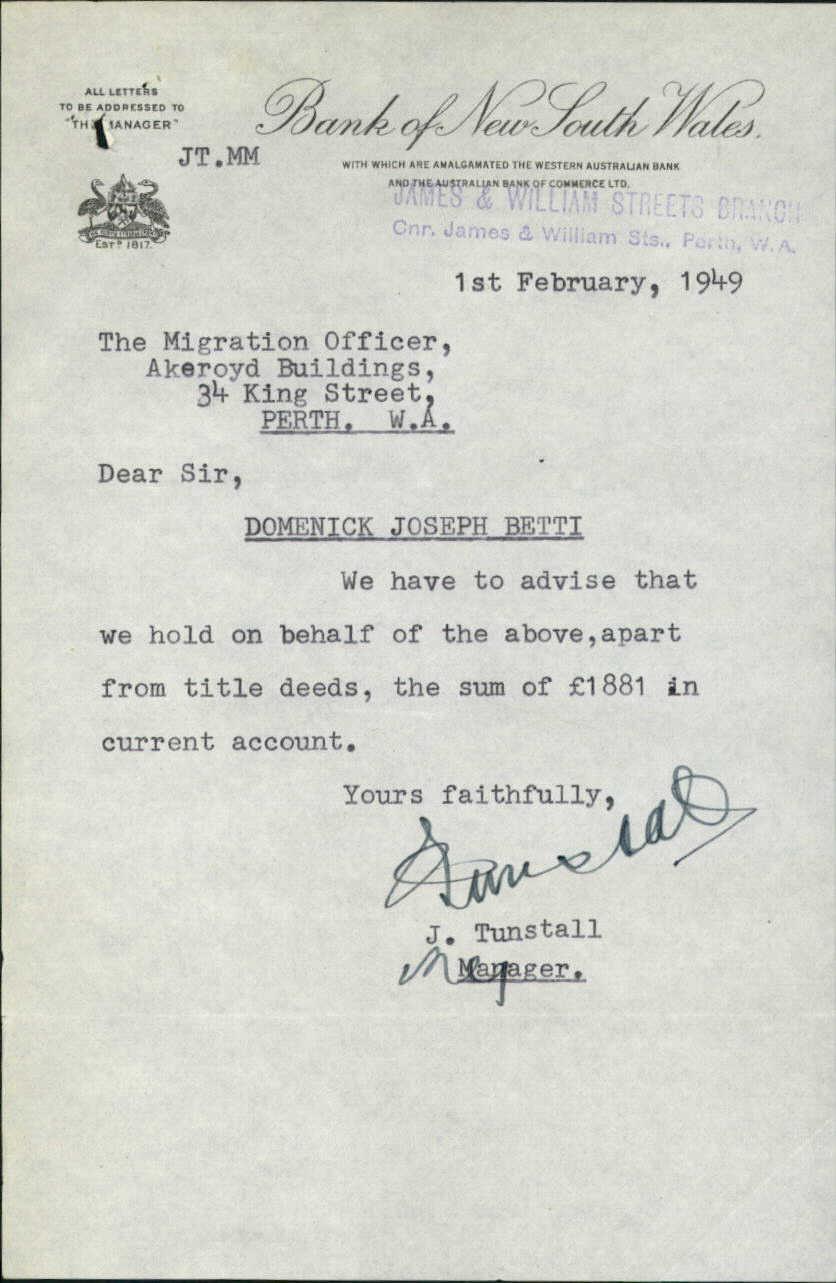 ALL LETTERS
TO BE ADDRESSED TO
"THE MANAGER"
Bank of New South Wales.
JT.MM
WITH WHICH ARE AMALGAMATED THE WESTERN AUSTRALIAN BANK
AND THE AUSTRALIAN BANK OF COMMERCE LTD.
ESTD 1817.
JAMES & WILLIAM STREETS BRANCH
Cnr. James & William Sts., Perth, W.A.
1st February, 1949
The Migration Officer,
Akeroyd Buildings,
34 King Street,
PERTH. W.A.
Dear Sir,
DOMENICK JOSEPH BETTI
We have to advise that
we hold on behalf of the above,apart
from title deeds, the sum of £1881 in
current account.
Yours faithfully,
J. Tunstall
Manager.